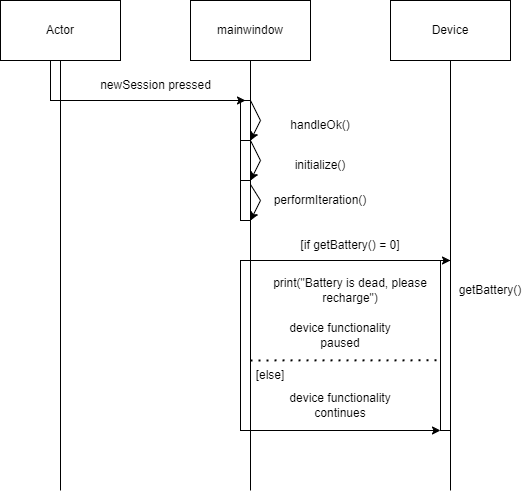 Actor
mainwindow
Device
newSession pressed
handleOk()
initialize()
performIteration()
[if getBattery() = 0]
print("Battery is dead, please
recharge")
getBattery()
device functionality
paused
[else]
device functionality
continues